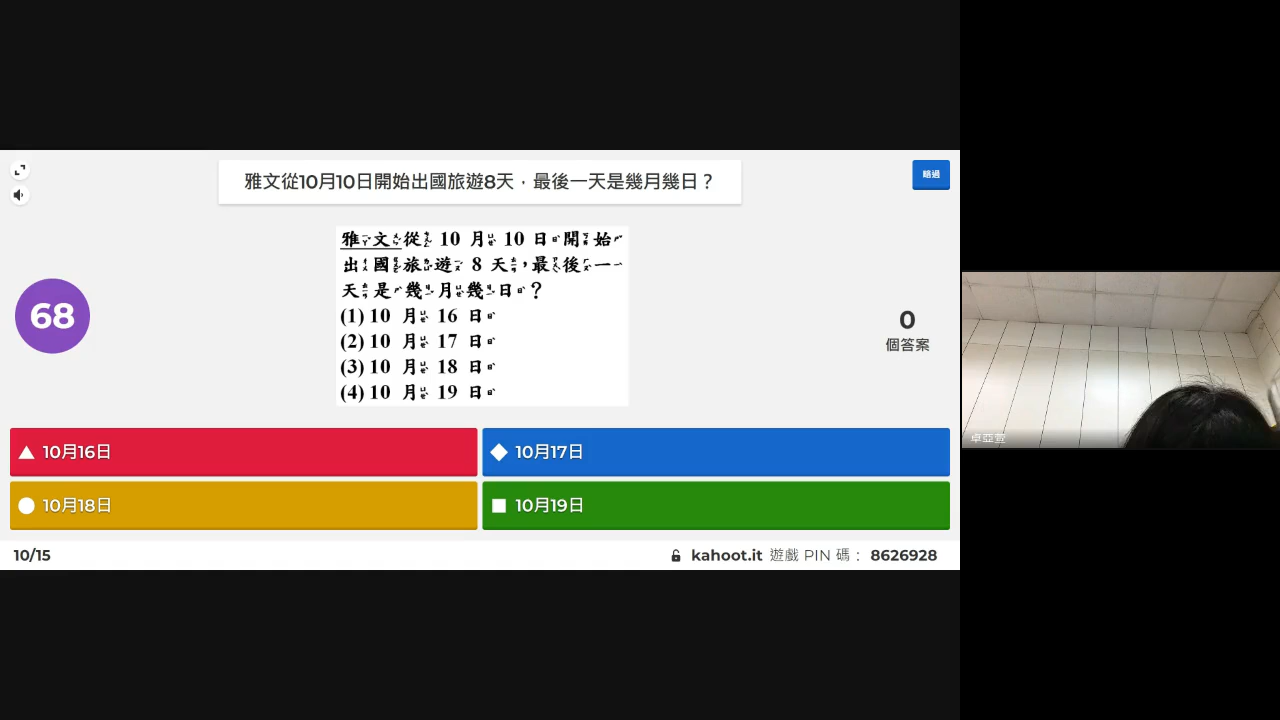 雅文從10月10日開始出國旅遊8天,最後一天是幾月幾日?
略過
雅文從 10 月 10 日開始
出國旅遊 8 天,最後一
天是幾月幾日?
(1) 10 月 16 日
(2) 10 月 17 日
(3) 10 月 18 日
(4) 10 月 19 日
68
0
個答案
10月16日
10月17日
10月18日
10月19日
10/15
kahoot.it 遊戲 PIN 碼: 8626928
卓亞萱